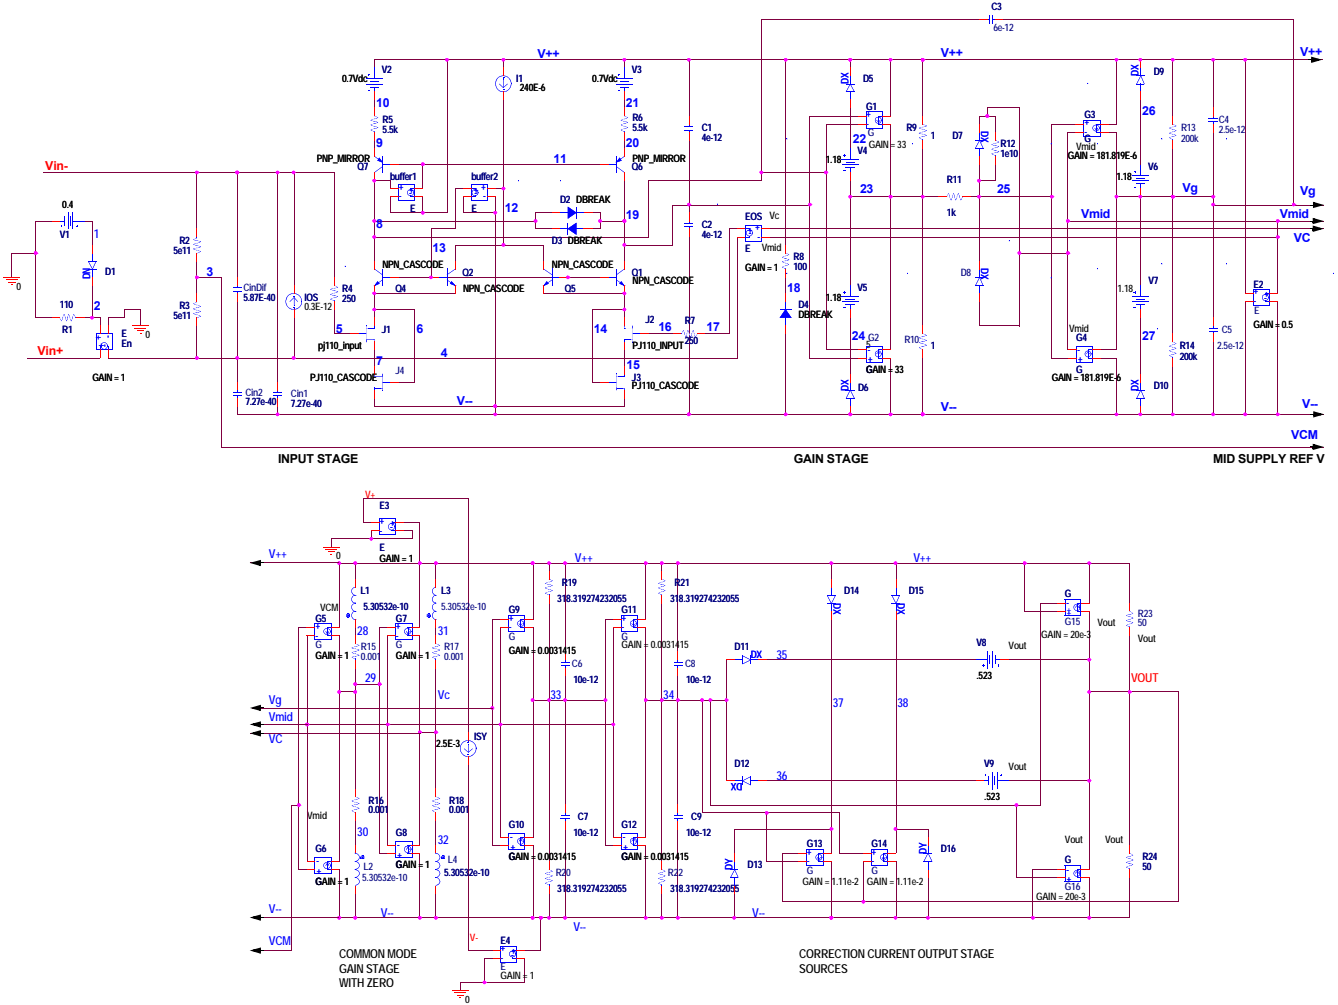 C3
6e-12
V++
V++
V++
V2
0.7Vdc
I1
240E-6
V3
0.7Vdc
10
R5
5.5k
9
21
R6
5.5k
20
C1
4e-12
DX
D5
G1
G
GAIN = 33
22
V4
1.18
23
R9
1
R11
1k
D7
DX
R12
1e10
25
G3
G
Vmid
GAIN = 181.819E-6
DX
D9
26
R13
200k
C4
2.5e-12
V6
1.18
Vg
Vg
Vmid
VC
Vin-
PNP_MIRROR
Q7
11
PNP_MIRROR
Q6
buffer1
E
buffer2
E
12
D2 DBREAK
19
D3 DBREAK
8
13
C2
4e-12
EOS
E
Vc
Vmid
GAIN = 1
R8
100
18
D4
DBREAK
0.4
V1
1
DN
D1
110
R1
2
0
E
En
0
GAIN = 1
Vin+
R2
5e11
3
R3
5e11
CinDif
5.87E-40
IOS
0.3E-12
R4
250
NPN_CASCODE
Q4
Q2
NPN_CASCODE
NPN_CASCODE
Q5
Q1
NPN_CASCODE
5
J1
pj110_input
6
14
J2
PJ110_INPUT
16
R7
250
17
4
7
J4
PJ110_CASCODE
15
J3
PJ110_CASCODE
Cin2
7.27e-40
Cin1
7.27e-40
V--
V5
1.18
24
G2
GAIN = 33
R10
1
DX
D6
D8
DX
Vmid
G4
G
GAIN = 181.819E-6
V7
1.18
27
R14
200k
DX
D10
C5
2.5e-12
E2
E
GAIN = 0.5
V--
V--
VCM
INPUT STAGE
GAIN STAGE
MID SUPPLY REF V
V+
E3
E
0
GAIN = 1
V++
V++
V++
L1
5.30532e-10
VCM
G5
G
GAIN = 1
28
R15
0.001
29
L3
5.30532e-10
G7
G
GAIN = 1
31
R17
0.001
Vc
Vg
Vmid
VC
2.5E-3
ISY
G9
G
GAIN = 0.0031415
R19
318.319274232055
C6
10e-12
33
G11
G
GAIN = 0.0031415
R21
318.319274232055
C8
10e-12
34
D14
DX
D15
DX
D11
DX
35
V8
.523
Vout
G
G15
GAIN = 20e-3
Vout
R23
50
Vout
VOUT
37
38
D12
DX
36
V9
.523
Vout
Vmid
R16
0.001
30
G6
GAIN = 1
L2
5.30532e-10
R18
0.001
32
G8
GAIN = 1
L4
5.30532e-10
G10
GAIN = 0.0031415
C7
10e-12
R20
318.319274232055
G12
GAIN = 0.0031415
C9
10e-12
R22
318.319274232055
DY
D13
G13
G
GAIN = 1.11e-2
G14
G
GAIN = 1.11e-2
DY
D16
Vout
Vout
G
G16
GAIN = 20e-3
R24
50
V--
V--
V--
V--
VCM
V-
E4
E
GAIN = 1
0
COMMON MODE
GAIN STAGE
WITH ZERO
CORRECTION CURRENT OUTPUT STAGE
SOURCES